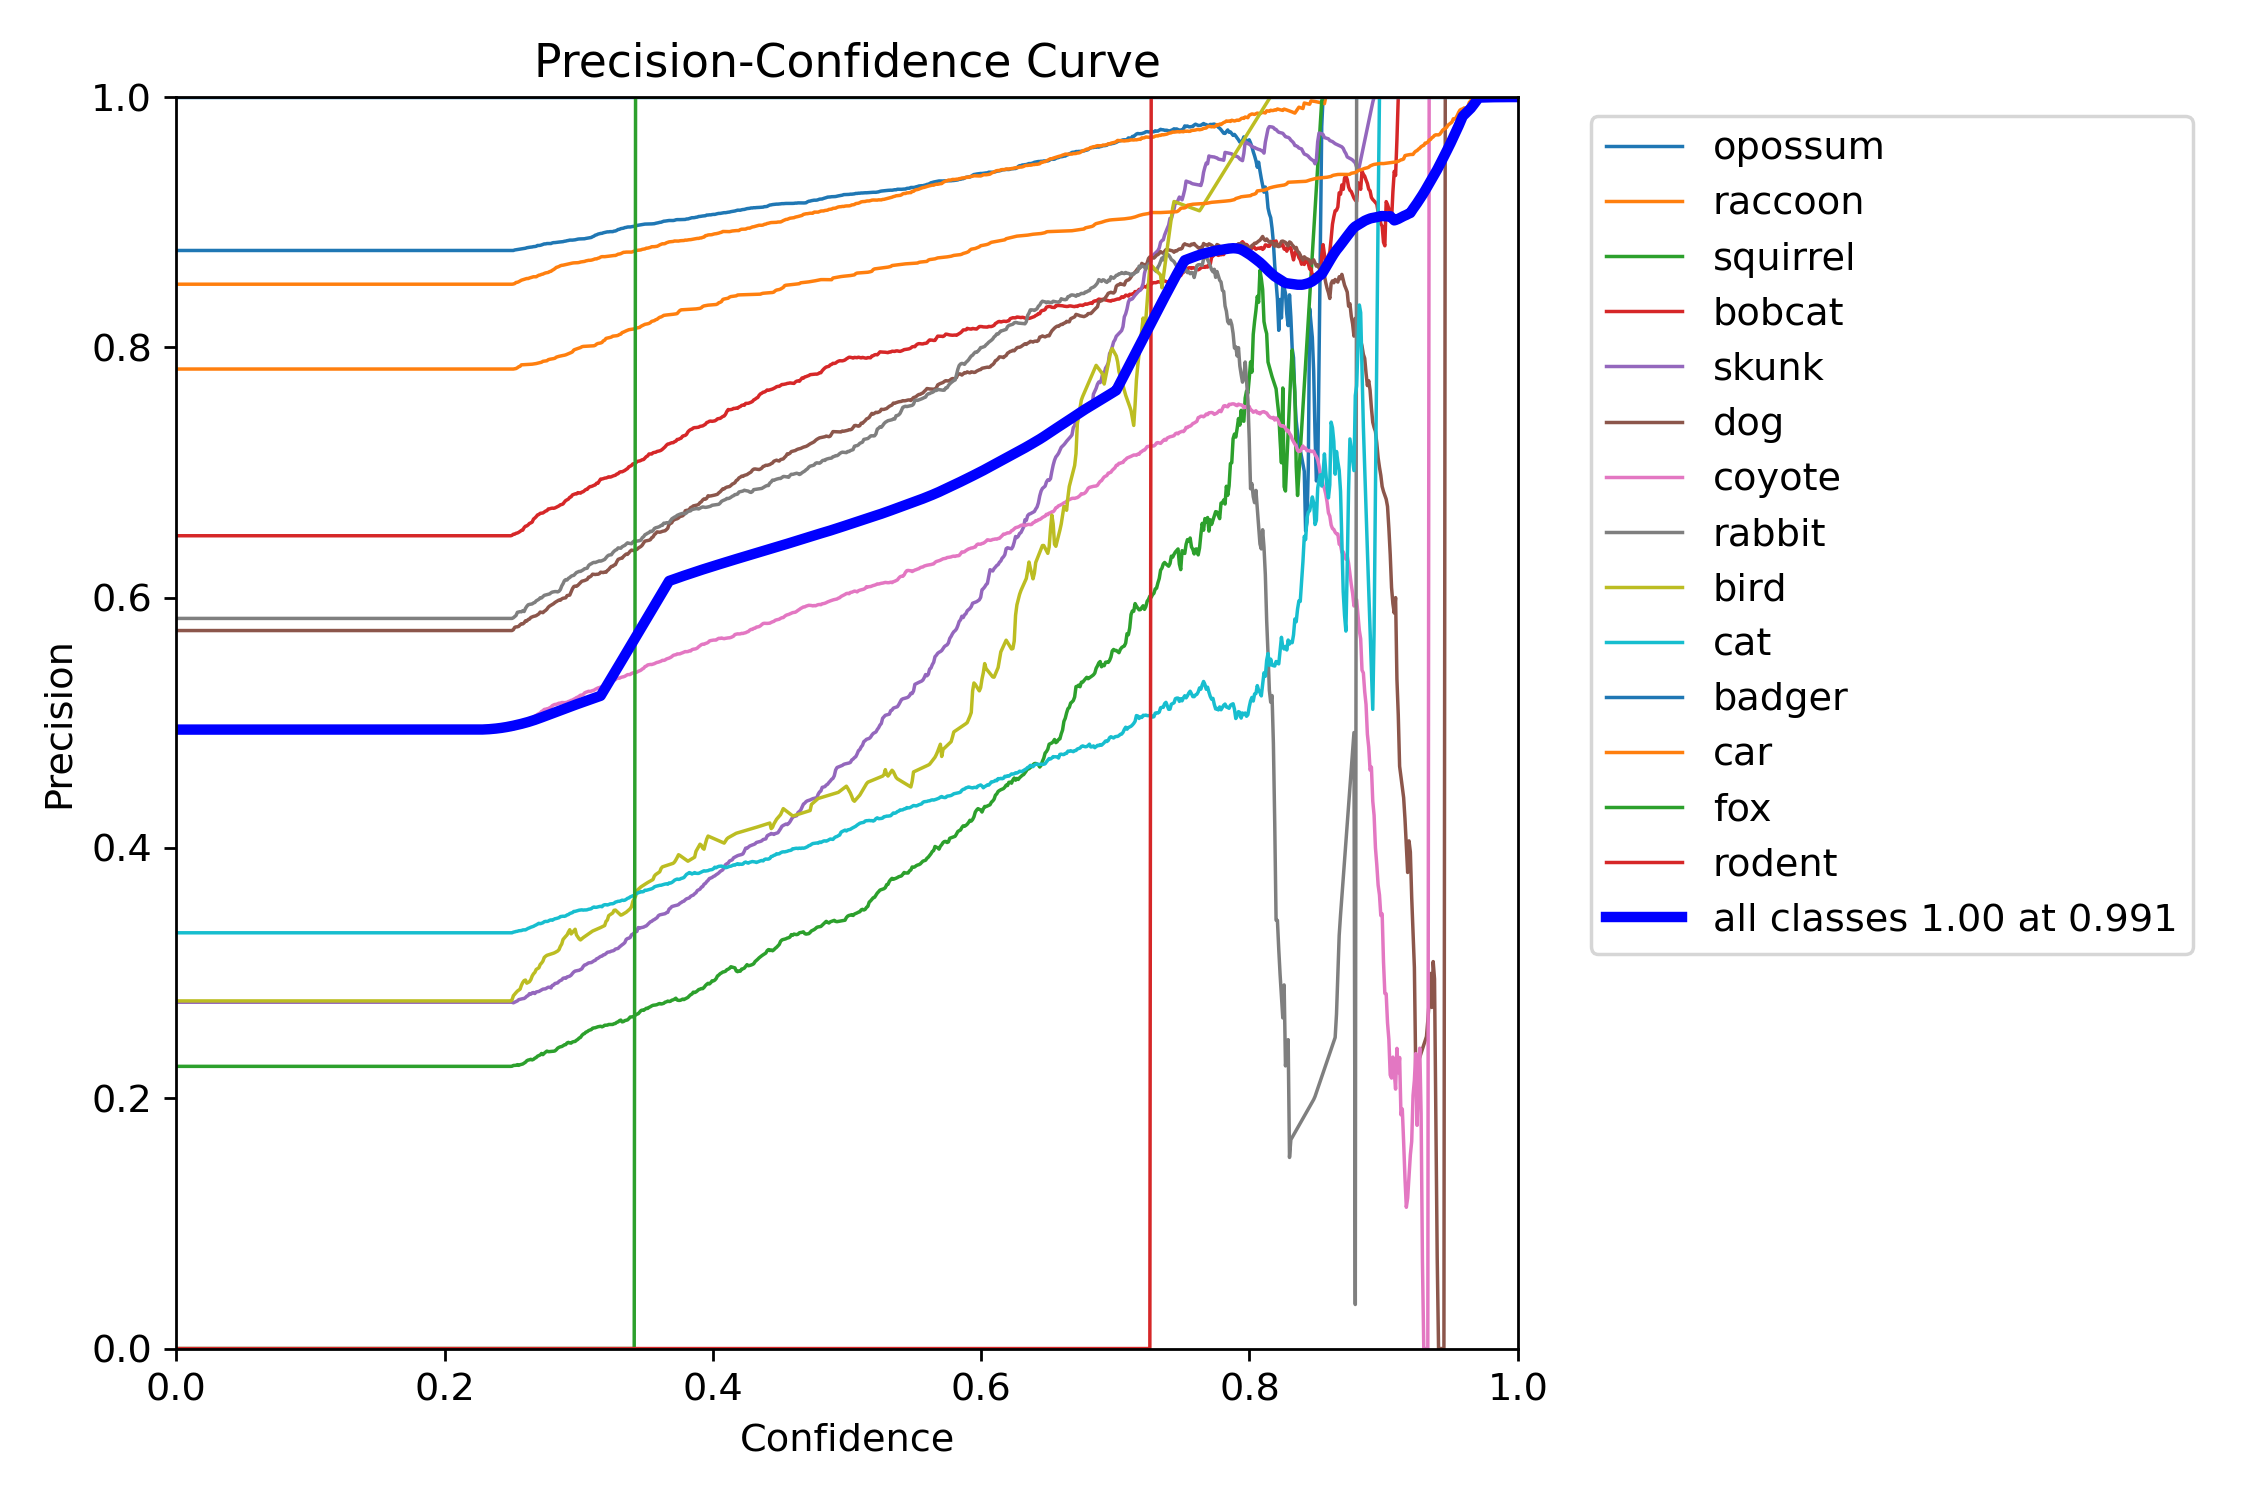 Precision-Confidence Curve
1.0
0.8
0.6
0.4
0.2
0.0
Precision
0.0 0.2 0.4 0.6 0.8 1.0
Confidence
opossum
raccoon
squirrel
bobcat
skunk
dog
coyote
rabbit
bird
cat
badger
car
fox
rodent
all classes 1.00 at 0.991